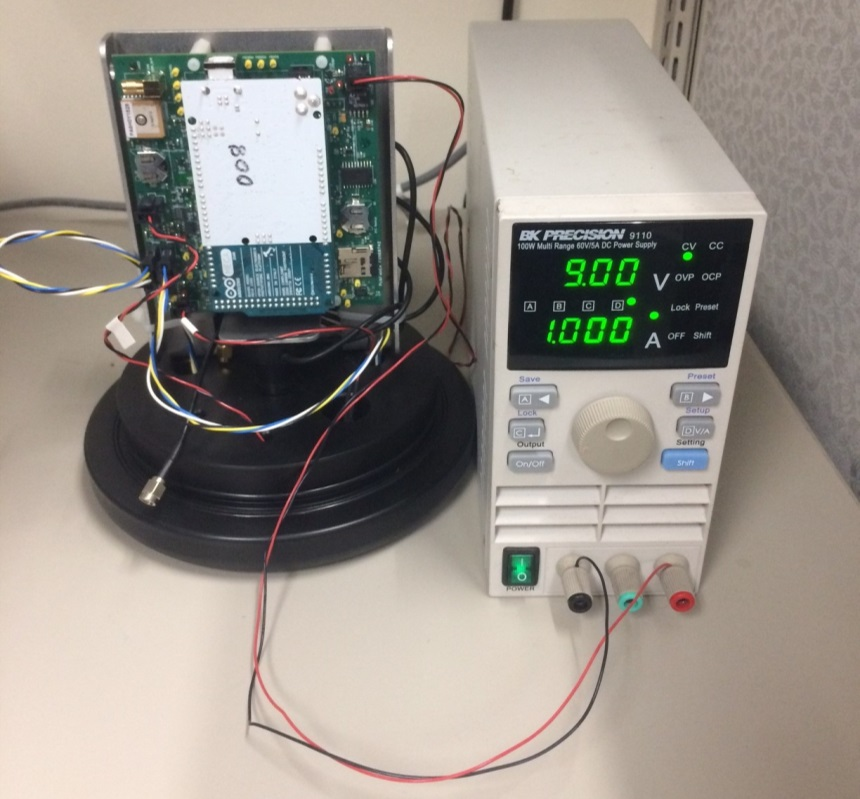 800
BK PRECISION 9110
100W Multi Range 60V/5A DC Power Supply
CV CC
9.00 V
OVP OCP
A B C D
Lock Preset
1.000 A
OFF Shift
Save
Preset
A
B
Lock
Setup
C
D V/A
Output
Setting
On/Off
Shift
POWER